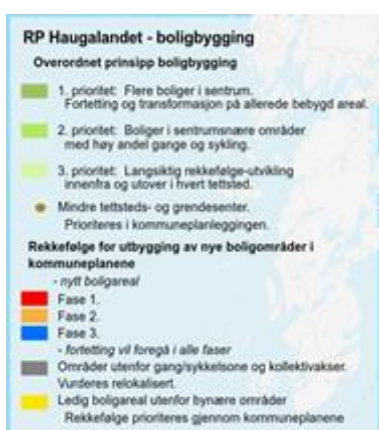 RP Haugalandet - boligbygging
Overordnet prinsipp boligbygging
1. prioritet: Flere boliger i sentrum.
Fortetting og transformasjon på allerede bebygd areal.
2. prioritet: Boliger i sentrumsnære områder
med høy andel gange og sykling.
3. prioritet: Langsiktig rekkefølge-utvikling
innenfra og utover i hvert tettsted.
Mindre tettsteds- og grendesenter.
Prioriteres i kommuneplanleggingen.
Rekkefølge for utbygging av nye boligområder i
kommuneplanene
- nytt boligareal
Fase 1.
Fase 2.
Fase 3.
- fortetting vil foregå i alle faser
Områder utenfor gang/sykkelsone og kollektivakser.
Vurderes relokalisert.
Ledig boligareal utenfor bynære områder
Rekkefølge prioriteres gjennom kommuneplanene